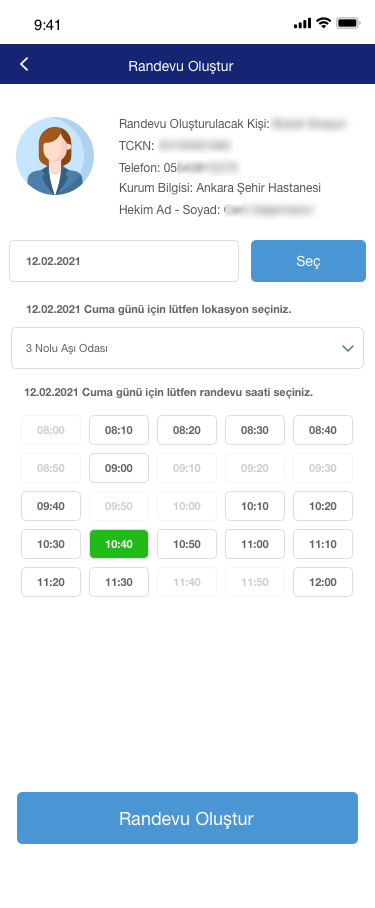 9:41
Randevu Oluştur
Randevu Oluşturulacak Kişi:
TCKN:
Telefon: 05
Kurum Bilgisi: Ankara Şehir Hastanesi
Hekim Ad - Soyad:
12.02.2021 Seç
12.02.2021 Cuma günü için lütfen lokasyon seçiniz.
3 Nolu Aşı Odası
12.02.2021 Cuma günü için lütfen randevu saati seçiniz.
08:00 08:10 08:20 08:30 08:40
08:50 09:00 09:10 09:20 09:30
09:40 09:50 10:00 10:10 10:20
10:30 10:40 10:50 11:00 11:10
11:20 11:30 11:40 11:50 12:00
Randevu Oluştur